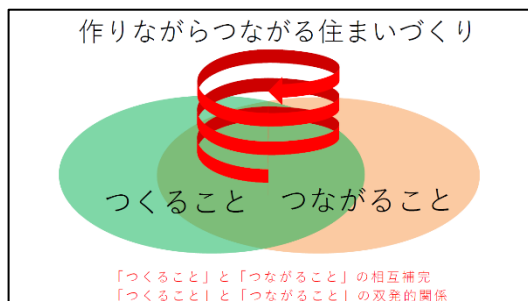 作りながらつながる住まいづくり
つくること
つながること
「つくること」と「つながること」の相互補完
「つくること」と「つながること」の双発的関係